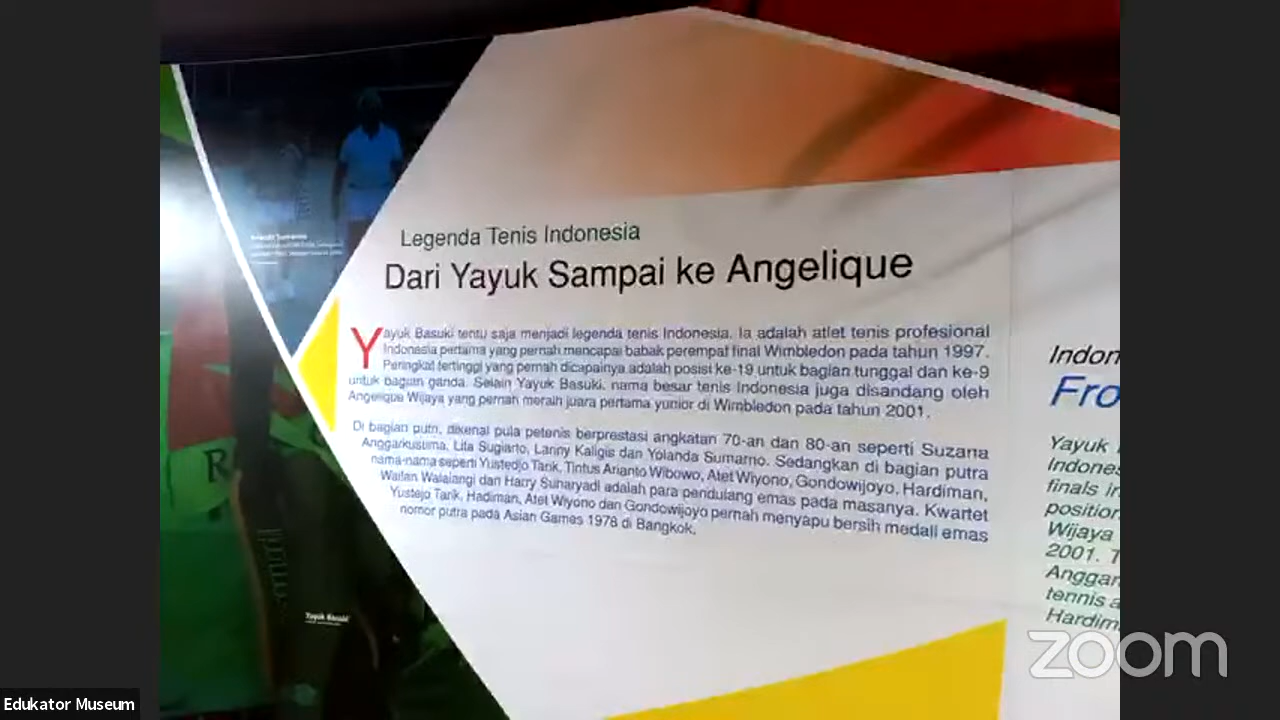 Legenda Tenis Indonesia
Dari Yayuk Sampai ke Angelique
Yayuk Basuki tentu saja menjadi legenda tenis Indonesia. Ia adalah atlet tenis profesional
Indonesia pertama yang pernah mencapai babak perempat final Wimbledon pada tahun 1997.
Peringkat tertinggi yang pernah dicapainya adalah posisi ke-19 untuk bagian tunggal dan ke-9
untuk bagian ganda. Selain Yayuk Basuki, nama besar tenis Indonesia juga disandang oleh
Angelique Wijaya yang pernah meraih juara pertama yunior di Wimbledon pada tahun 2001.
Di bagian putri, dikenal pula petenis berprestasi angkatan 70-an dan 80-an seperti Suzana
Anggarkusuma, Lita Sugiarto, Lanny Kaligis dan Yolanda Sumarno. Sedangkan di bagian putra
nama-nama seperti Yustedjo Tarik, Tintus Arianto Wibowo, Atet Wiyono, Gondowijoyo, Hardiman,
Wailan Walalangi dan Harry Suharyadi adalah para pendulang emas pada masanya. Kwartet
Yustejo Tarik, Hadiman, Atet Wiyono dan Gondowijoyo pernah menyapu bersih medali emas
nomor putra pada Asian Games 1978 di Bangkok.
Indon
Fro
Yayuk
Indones
finals in
position
Wijaya
2001. T
Anggar
tennis a
Hardim
Yayuk Basuki
zoom
Edukator Museum